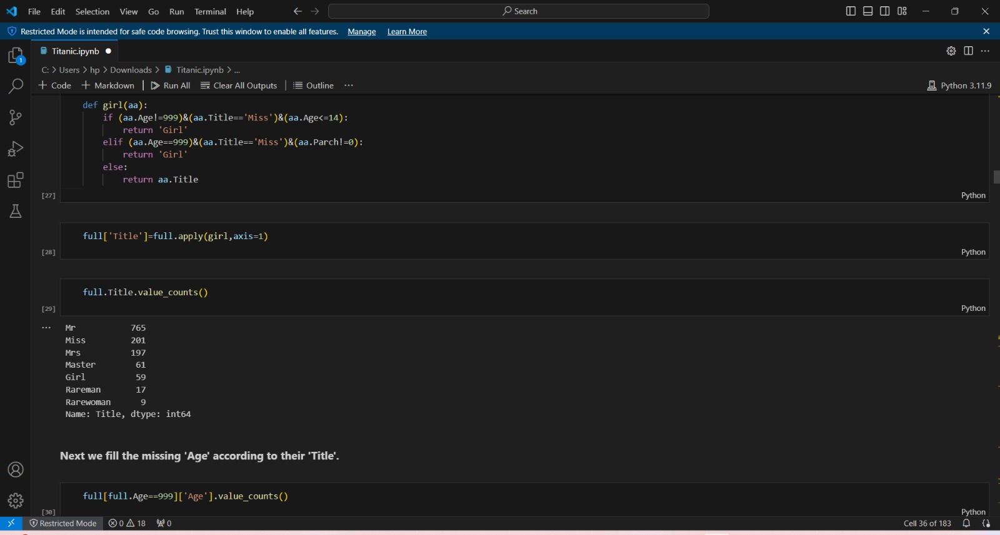 File Edit Selection View Go Run Terminal Help
Search
Restricted Mode is intended for safe code browsing. Trust this window to enable all features. Manage Learn More
1
Titanic.ipynb
C: > Users > hp > Downloads > Titanic.ipynb > ...
+ Code + Markdown | Run All Clear All Outputs | Outline ...
Python 3.11.9
def girl(aa):
    if (aa.Age!=999)&(aa.Title=='Miss')&(aa.Age<=14):
        return 'Girl'
    elif (aa.Age==999)&(aa.Title=='Miss')&(aa.Parch!=0):
        return 'Girl'
    else:
        return aa.Title
[27] Python
full['Title']=full.apply(girl,axis=1)
[28] Python
full.Title.value_counts()
[29] Python
... Mr 765
Miss 201
Mrs 197
Master 61
Girl 59
Rareman 17
Rarewoman 9
Name: Title, dtype: int64
Next we fill the missing 'Age' according to their 'Title'.
full[full.Age==999]['Age'].value_counts()
[30] Python
Restricted Mode 0 18 0 Cell 36 of 183